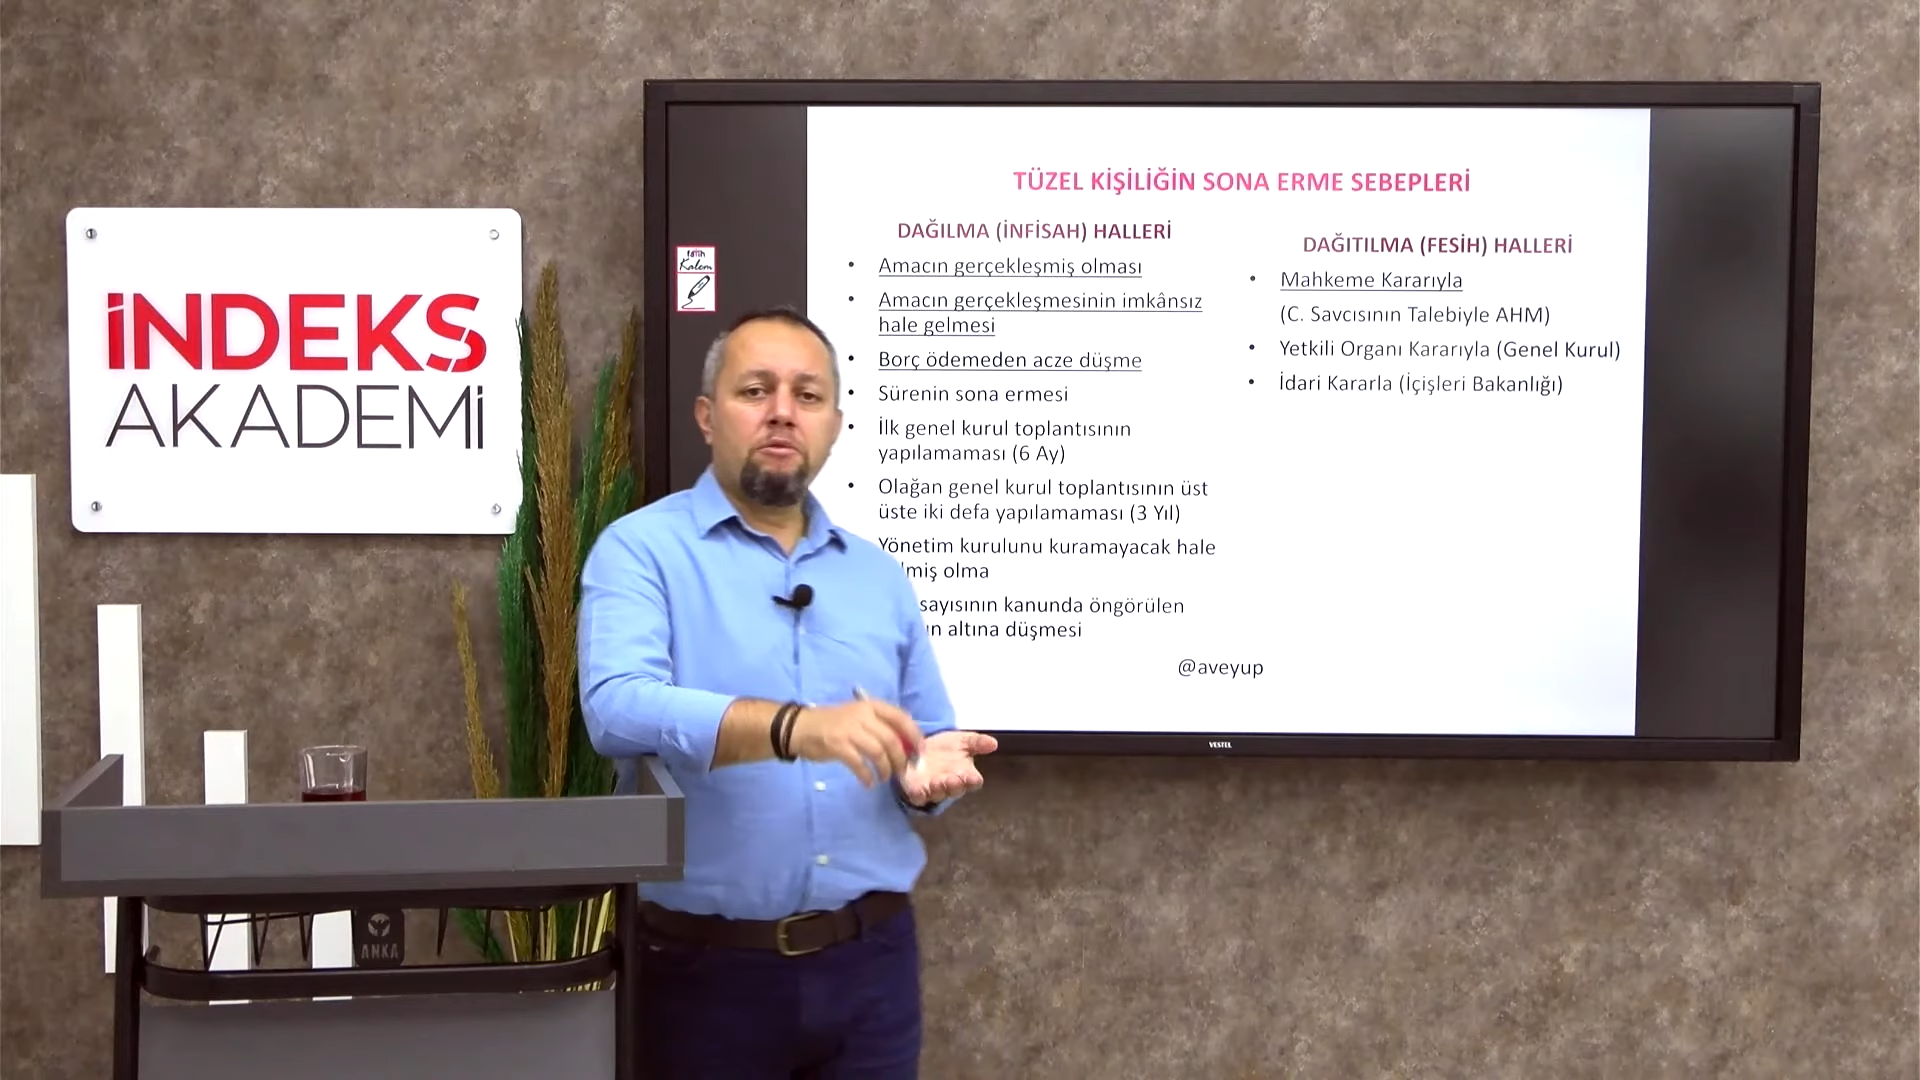 İNDEKS
AKADEMİ
fatih
Kalem
TÜZEL KİŞİLİĞİN SONA ERME SEBEPLERİ
DAĞILMA (İNFİSAH) HALLERİ
• Amacın gerçekleşmiş olması
• Amacın gerçekleşmesinin imkânsız
hale gelmesi
• Borç ödemeden acze düşme
• Sürenin sona ermesi
• İlk genel kurul toplantısının
yapılamaması (6 Ay)
• Olağan genel kurul toplantısının üst
üste iki defa yapılamaması (3 Yıl)
Yönetim kurulunu kuramayacak hale
olma
sayısının kanunda öngörülen
altına düşmesi
DAĞITILMA (FESİH) HALLERİ
• Mahkeme Kararıyla
(C. Savcısının Talebiyle AHM)
• Yetkili Organı Kararıyla (Genel Kurul)
• İdari Kararla (İçişleri Bakanlığı)
@aveyup
VESTEL
ANKA